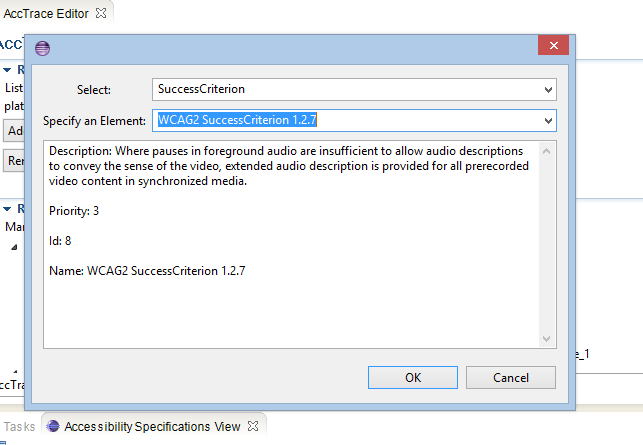 AccTrace Editor
Select:
SuccessCriterion
Specify an Element:
WCAG2 SuccessCriterion 1.2.7
Description: Where pauses in foreground audio are insufficient to allow audio descriptions
to convey the sense of the video, extended audio description is provided for all prerecorded
video content in synchronized media.
Priority: 3
Id: 8
Name: WCAG2 SuccessCriterion 1.2.7
OK
Cancel
List
plat
Add
Rem
Mar
e_1
ccTra
Tasks
Accessibility Specifications View